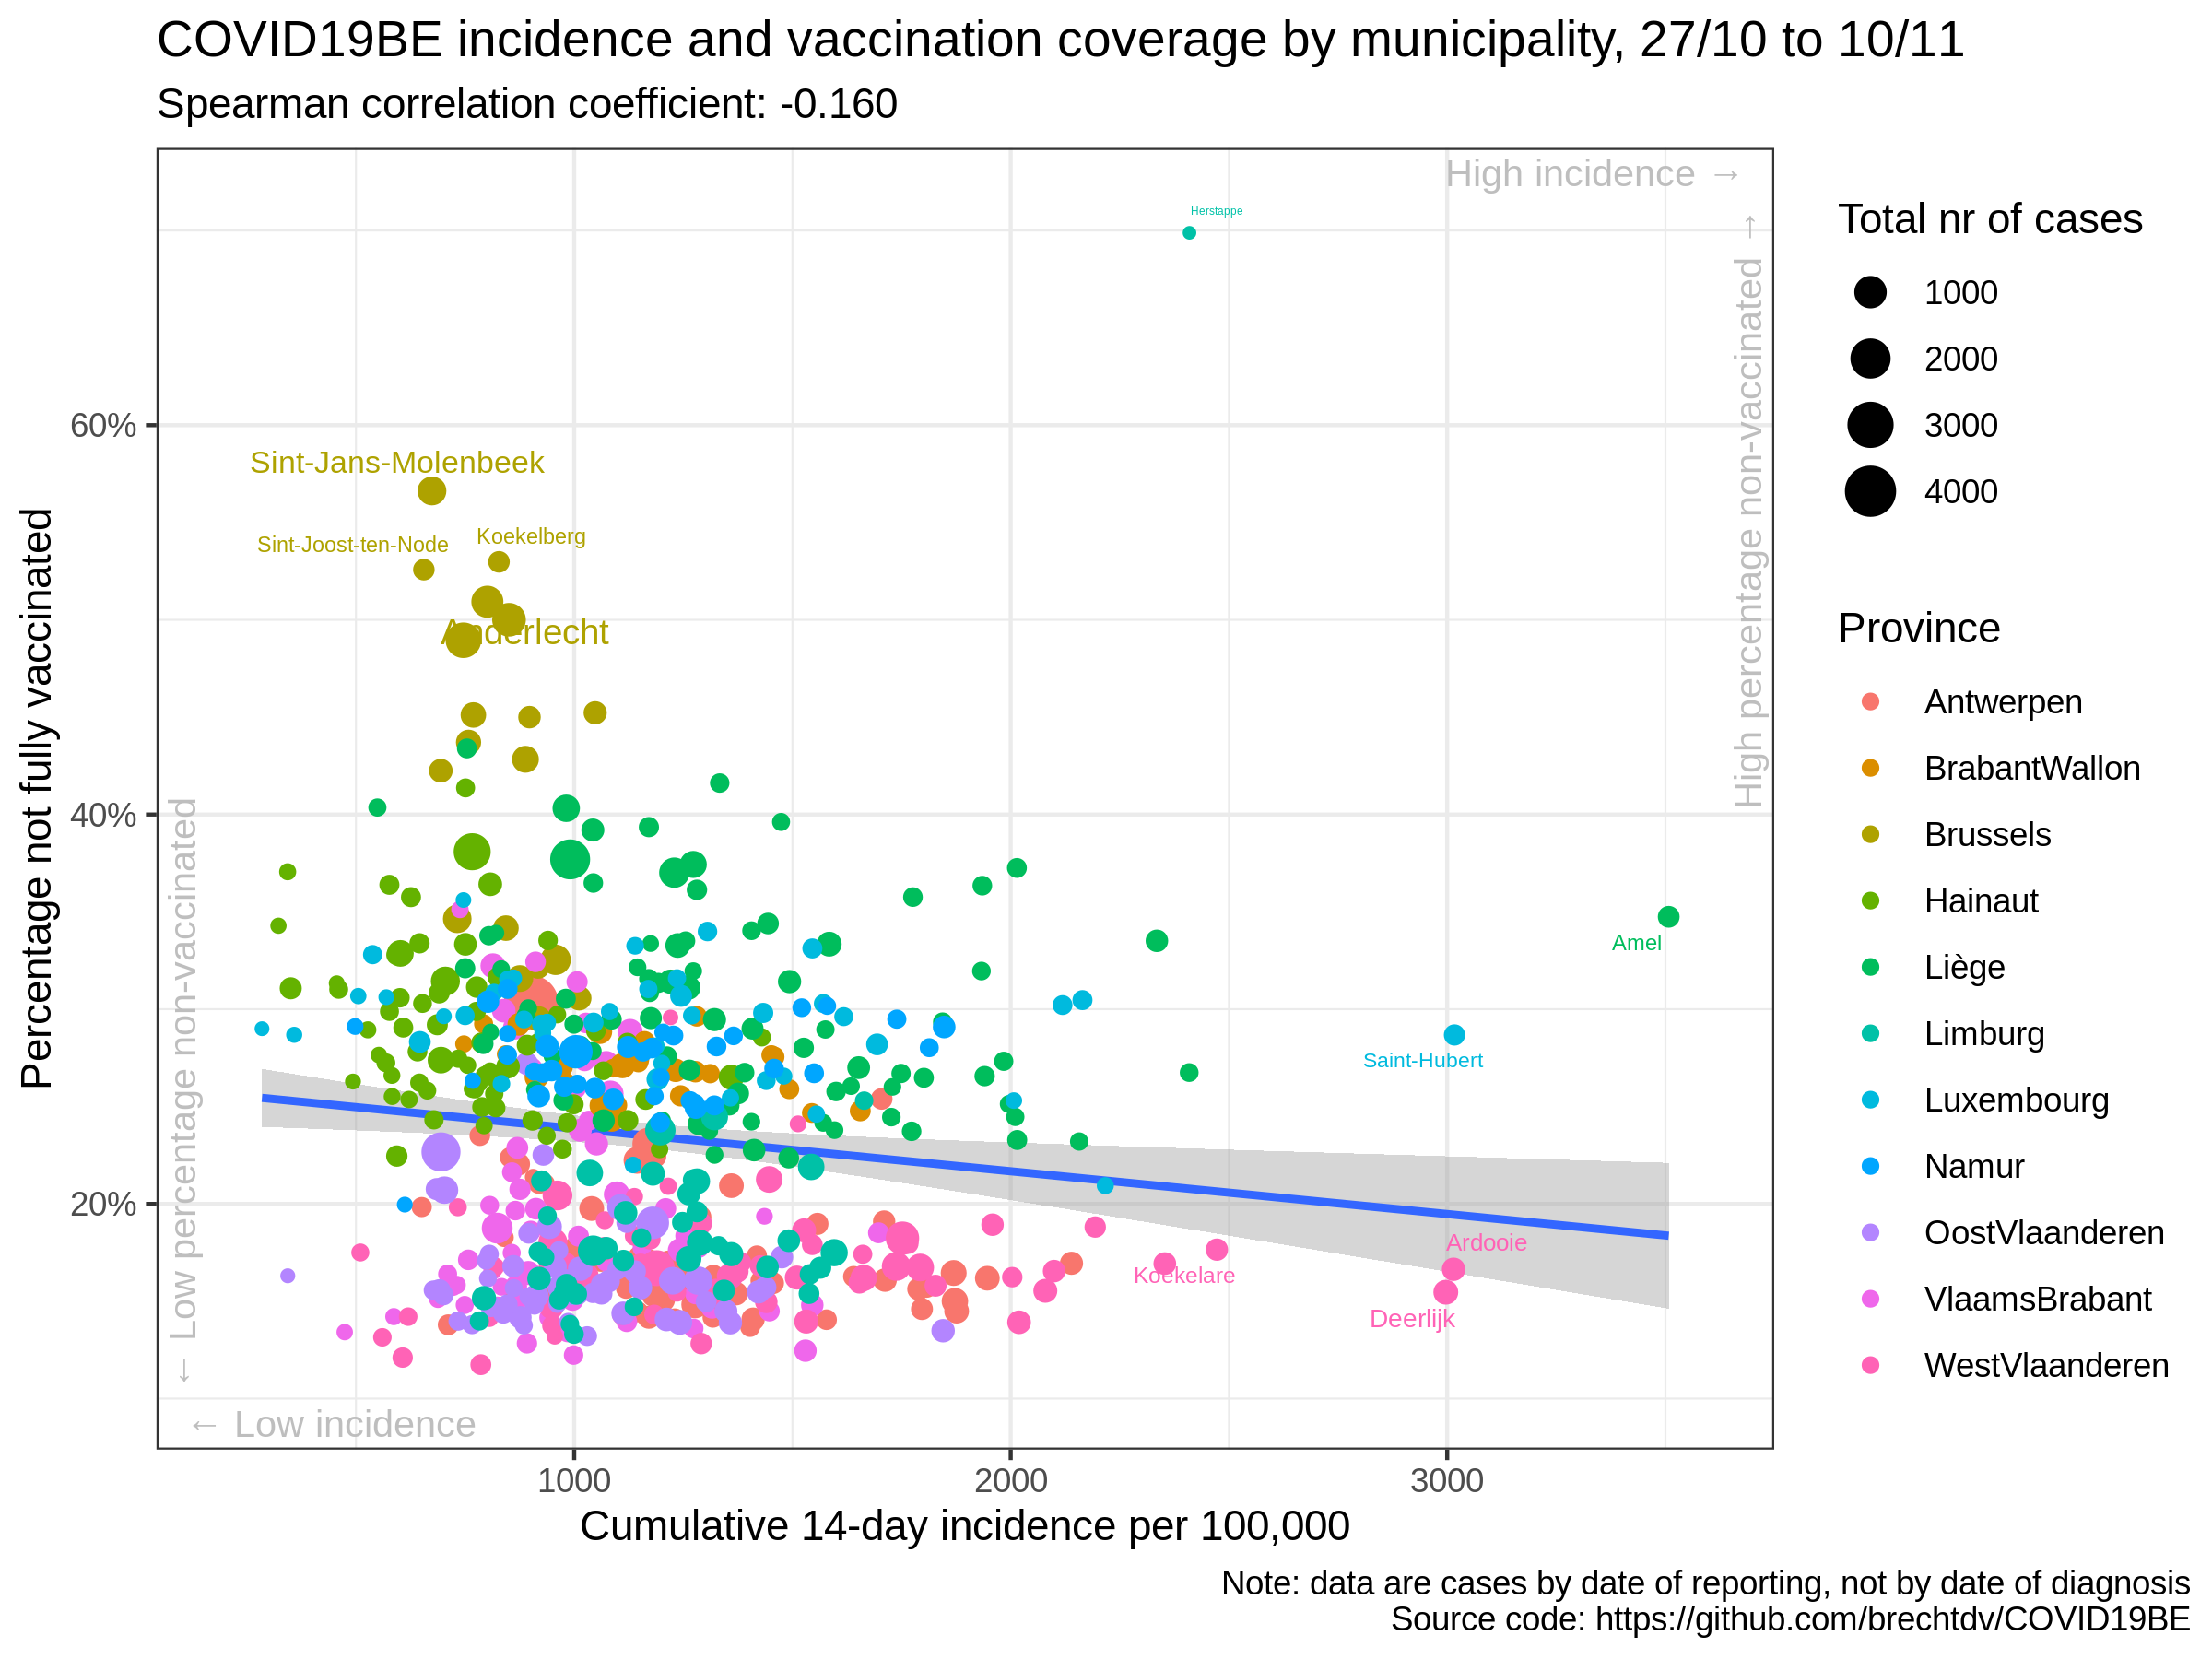 COVID19BE incidence and vaccination coverage by municipality, 27/10 to 10/11
Spearman correlation coefficient: -0.160
High incidence →
High percentage non-vaccinated →
← Low percentage non-vaccinated
← Low incidence
Percentage not fully vaccinated
60%
40%
20%
1000
2000
3000
Cumulative 14-day incidence per 100,000
Herstappe
Sint-Jans-Molenbeek
Sint-Joost-ten-Node
Koekelberg
Anderlecht
Amel
Saint-Hubert
Ardooie
Koekelare
Deerlijk
Total nr of cases
1000
2000
3000
4000
Province
Antwerpen
BrabantWallon
Brussels
Hainaut
Liège
Limburg
Luxembourg
Namur
OostVlaanderen
VlaamsBrabant
WestVlaanderen
Note: data are cases by date of reporting, not by date of diagnosis
Source code: https://github.com/brechtdv/COVID19BE